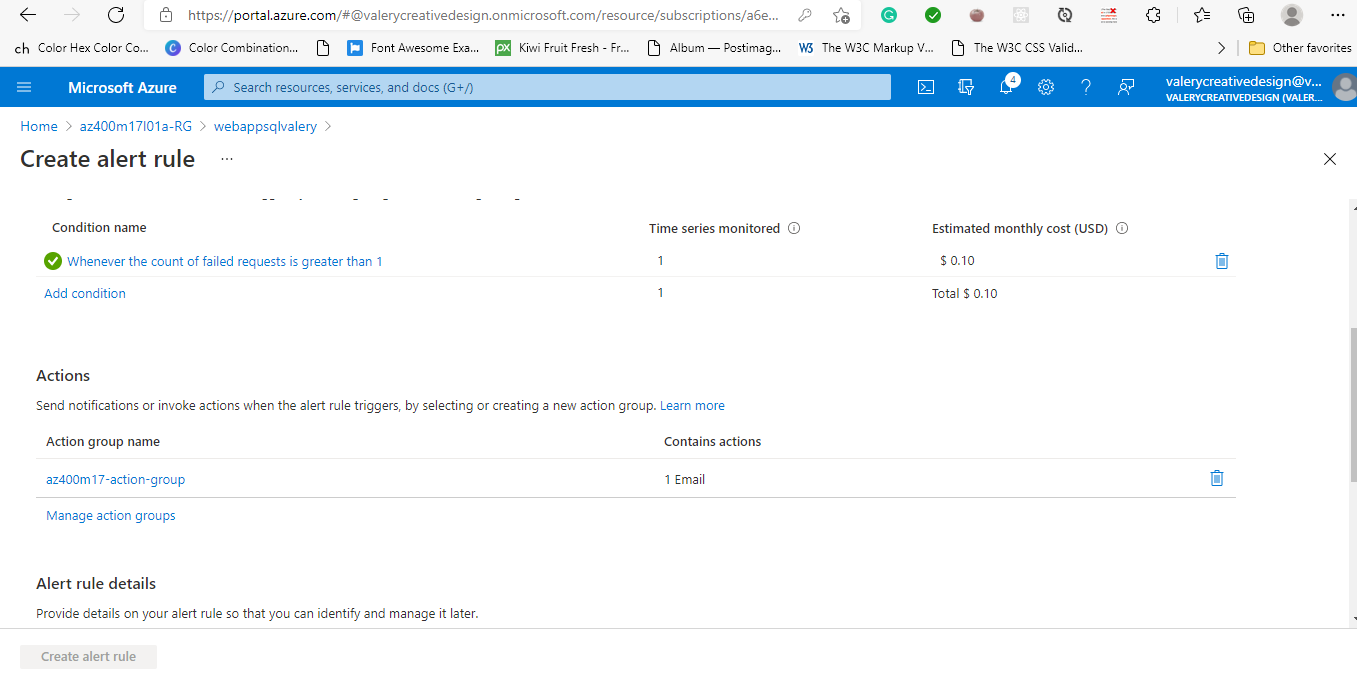 https://portal.azure.com/#@valerycreativedesign.onmicrosoft.com/resource/subscriptions/a6e...
ch Color Hex Color Co... Color Combination... Font Awesome Exa... Kiwi Fruit Fresh - Fr... Album — Postimag... The W3C Markup V... The W3C CSS Valid... Other favorites
Microsoft Azure
Search resources, services, and docs (G+/)
4
valerycreativedesign@v...
VALERYCREATIVEDESIGN (VALER...
Home > az400m17l01a-RG > webappsqlvalery >
Create alert rule ...
Condition name Time series monitored Estimated monthly cost (USD)
Whenever the count of failed requests is greater than 1 1 $ 0.10
Add condition 1 Total $ 0.10
Actions
Send notifications or invoke actions when the alert rule triggers, by selecting or creating a new action group. Learn more
Action group name Contains actions
az400m17-action-group 1 Email
Manage action groups
Alert rule details
Provide details on your alert rule so that you can identify and manage it later.
Create alert rule